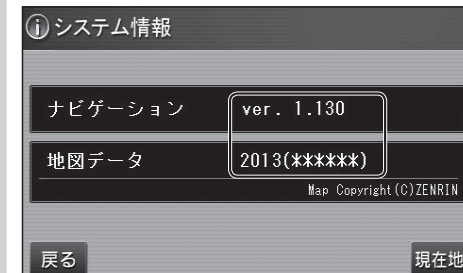 i システム情報
ナビゲーション ver. 1.130
地図データ 2013(******)
Map Copyright(C)ZENRIN
戻る 現在地